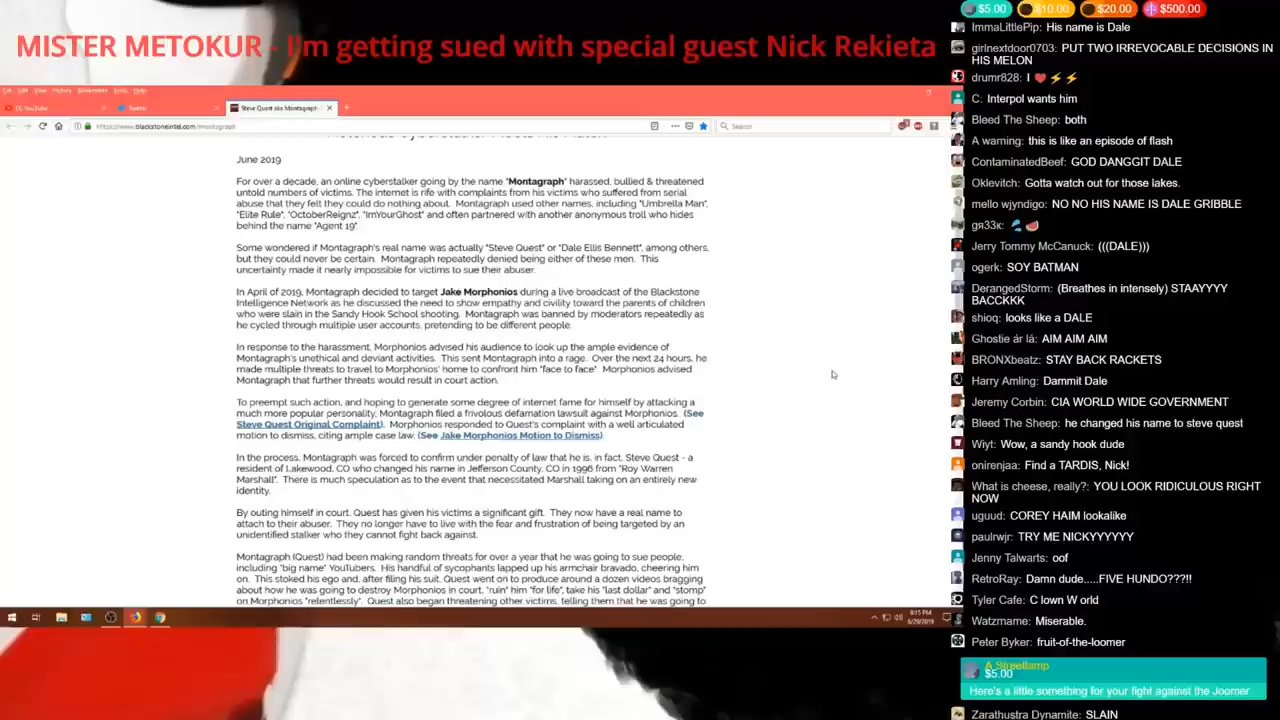 MISTER METOKUR - I'm getting sued with special guest Nick Rekieta
Steve Quest aka Montagraph
Search
June 2019
For over a decade, an online cyberstalker going by the name "Montagraph" harassed, bullied & threatened
untold numbers of victims. The internet is rife with complaints from his victims who suffered from serial
abuse that they felt they could do nothing about. Montagraph used other names, including "Umbrella Man",
"Elite Rule", "OctoberReignz", "ImYourGhost" and often partnered with another anonymous troll who hides
behind the name "Agent 19".
Some wondered if Montagraph's real name was actually "Steve Quest" or "Dale Ellis Bennett", among others,
but they could never be certain. Montagraph repeatedly denied being either of these men. This
uncertainty made it nearly impossible for victims to sue their abuser.
In April of 2019, Montagraph decided to target Jake Morphonios during a live broadcast of the Blackstone
Intelligence Network as he discussed the need to show empathy and civility toward the parents of children
who were slain in the Sandy Hook School shooting. Montagraph was banned by moderators repeatedly as
he cycled through multiple user accounts, pretending to be different people.
In response to the harassment, Morphonios advised his audience to look up the ample evidence of
Montagraph's unethical and deviant activities. This sent Montagraph into a rage. Over the next 24 hours, he
made multiple threats to travel to Morphonios' home to confront him "face to face". Morphonios advised
Montagraph that further threats would result in court action.
To preempt such action, and hoping to generate some degree of internet fame for himself by attacking a
much more popular personality, Montagraph filed a frivolous defamation lawsuit against Morphonios. (See
Steve Quest Original Complaint). Morphonios responded to Quest's complaint with a well articulated
motion to dismiss, citing ample case law. (See Jake Morphonios Motion to Dismiss).
In the process, Montagraph was forced to confirm under penalty of law that he is, in fact, Steve Quest - a
resident of Lakewood, CO who changed his name in Jefferson County, CO in 1996 from "Roy Warren
Marshall". There is much speculation as to the event that necessitated Marshall taking on an entirely new
identity.
By outing himself in court, Quest has given his victims a significant gift. They now have a real name to
attach to their abuser. They no longer have to live with the fear and frustration of being targeted by an
unidentified stalker who they cannot fight back against.
Montagraph (Quest) had been making random threats for over a year that he was going to sue people,
including "big name" YouTubers. His handful of sycophants lapped up his armchair bravado, cheering him
on. This stoked his ego and, after filing his suit, Quest went on to produce around a dozen videos bragging
about how he was going to destroy Morphonios in court, "ruin" him "for life", take his "last dollar" and "stomp"
on Morphonios "relentlessly". Quest also began threatening other victims, telling them that he was going to
8:15 PM
6/29/2019
$5.00 $10.00 $20.00 $500.00
ImmaLittlePip: His name is Dale
girlnextdoor0703: PUT TWO IRREVOCABLE DECISIONS IN
HIS MELON
drumr828: I ❤️⚡⚡
C: Interpol wants him
Bleed The Sheep: both
A warning: this is like an episode of flash
ContaminatedBeef: GOD DANGGIT DALE
Oklevitch: Gotta watch out for those lakes.
mello wyjndigo: NO NO HIS NAME IS DALE GRIBBLE
gя33к: 💦🍉
Jerry Tommy McCanuck: (((DALE)))
ogerk: SOY BATMAN
DerangedStorm: (Breathes in intensely) STAAYYYY
BACCKKK
shioq: looks like a DALE
Ghostie ár lá: AIM AIM AIM
BRONXbeatz: STAY BACK RACKETS
Harry Amling: Dammit Dale
Jeremy Corbin: CIA WORLD WIDE GOVERNMENT
Bleed The Sheep: he changed his name to steve quest
Wiyt: Wow, a sandy hook dude
onirenjaa: Find a TARDIS, Nick!
What is cheese, really?: YOU LOOK RIDICULOUS RIGHT
NOW
uguud: COREY HAIM lookalike
paulrwjr: TRY ME NICKYYYYYY
Jenny Talwarts: oof
RetroRay: Damn dude.....FIVE HUNDO???!!
Tyler Cafe: C lown W orld
Watzmame: Miserable.
Peter Byker: fruit-of-the-loomer
A Streetlamp
$5.00
Here's a little something for your fight against the Joomer
Zarathustra Dynamite: SLAIN